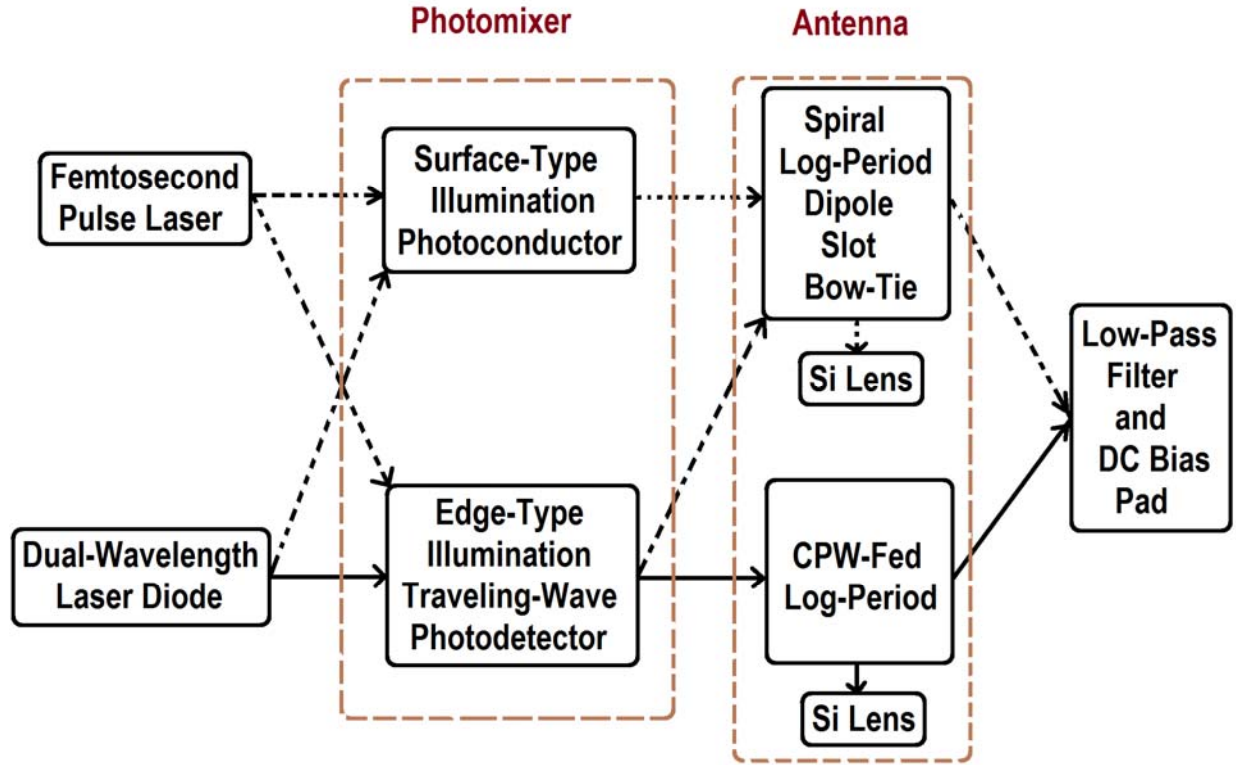 Photomixer
Antenna
Femtosecond
Pulse Laser
Surface-Type
Illumination
Photoconductor
Spiral
Log-Period
Dipole
Slot
Bow-Tie
Si Lens
Low-Pass
Filter
and
DC Bias
Pad
Dual-Wavelength
Laser Diode
Edge-Type
Illumination
Traveling-Wave
Photodetector
CPW-Fed
Log-Period
Si Lens